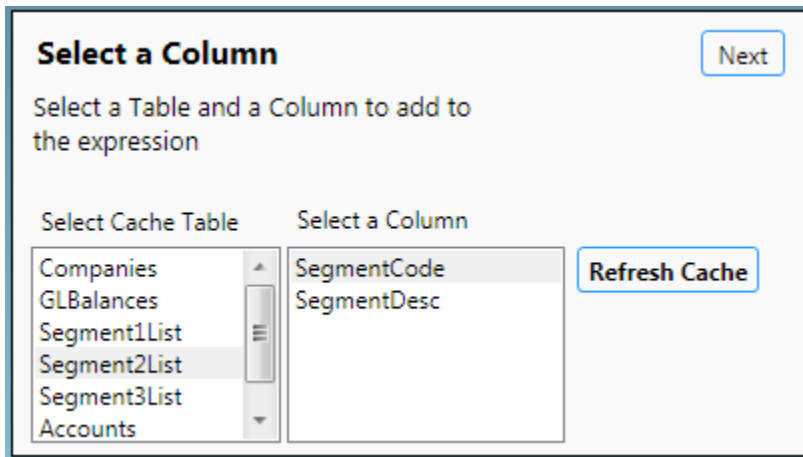 Select a Column
Next
Select a Table and a Column to add to
the expression
Select Cache Table
Select a Column
Companies
GLBalances
Segment1List
Segment2List
Segment3List
Accounts
SegmentCode
SegmentDesc
Refresh Cache